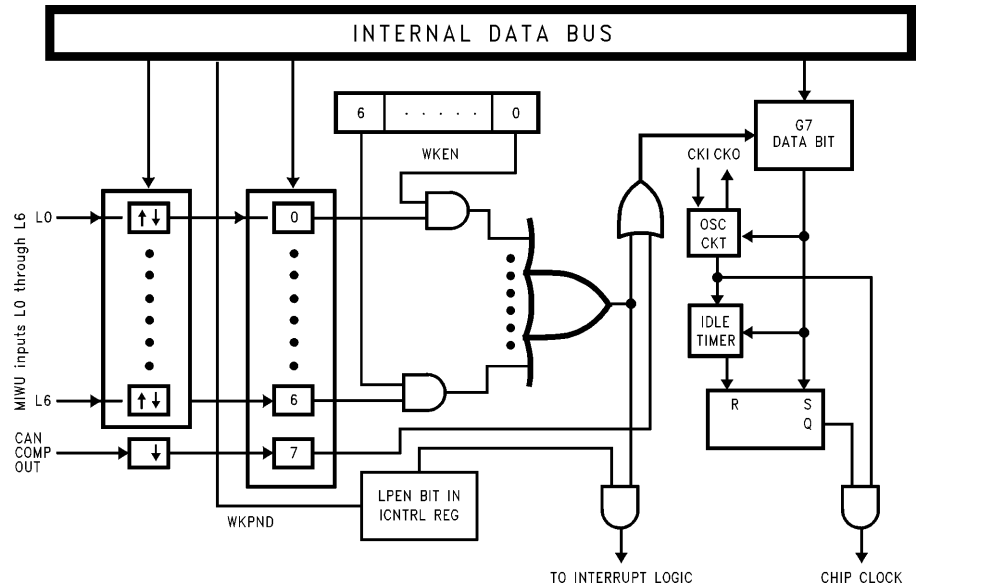 INTERNAL DATA BUS
6 . . . . . 0
WKEN
G7
DATA BIT
CKI CKO
OSC
CKT
MIWU inputs L0 through L6
L0
0
IDLE
TIMER
L6
6
R S
Q
CAN
COMP
OUT
7
LPEN BIT IN
ICNTRL REG
WKPND
TO INTERRUPT LOGIC
CHIP CLOCK